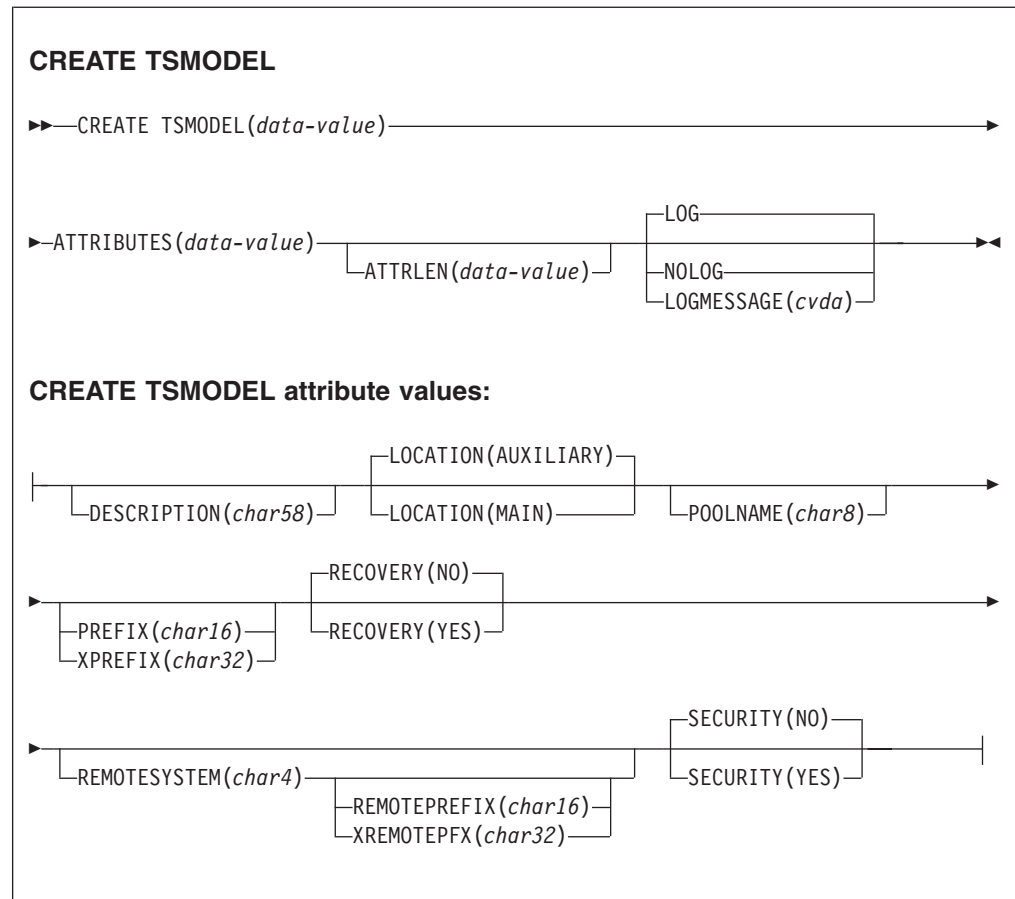 CREATE TSMODEL
CREATE TSMODEL(data-value)
LOG
ATTRIBUTES(data-value)
ATTRLEN(data-value)
NOLOG
LOGMESSAGE(cvda)
CREATE TSMODEL attribute values:
LOCATION(AUXILIARY)
DESCRIPTION(char58)
LOCATION(MAIN)
POOLNAME(char8)
RECOVERY(NO)
PREFIX(char16)
RECOVERY(YES)
XPREFIX(char32)
SECURITY(NO)
REMOTESYSTEM(char4)
SECURITY(YES)
REMOTEPREFIX(char16)
XREMOTEPFX(char32)